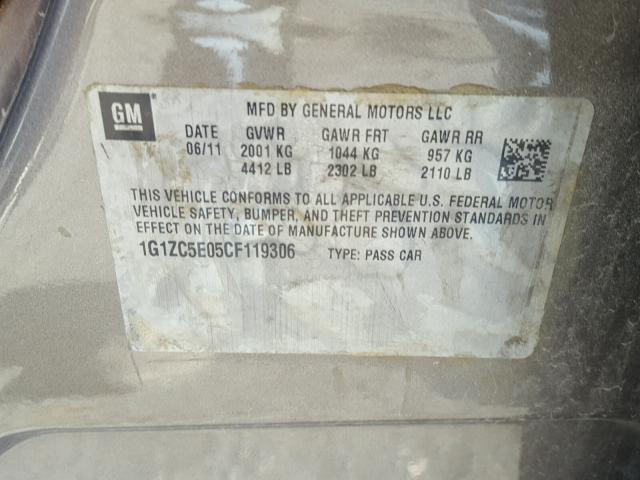 GM
MFD BY GENERAL MOTORS LLC
DATE GVWR GAWR FRT GAWR RR
06/11 2001 KG 1044 KG 957 KG
4412 LB 2302 LB 2110 LB
THIS VEHICLE CONFORMS TO ALL APPLICABLE U.S. FEDERAL MOTOR
VEHICLE SAFETY, BUMPER, AND THEFT PREVENTION STANDARDS IN
EFFECT ON THE DATE OF MANUFACTURE SHOWN ABOVE.
1G1ZC5E05CF119306 TYPE: PASS CAR